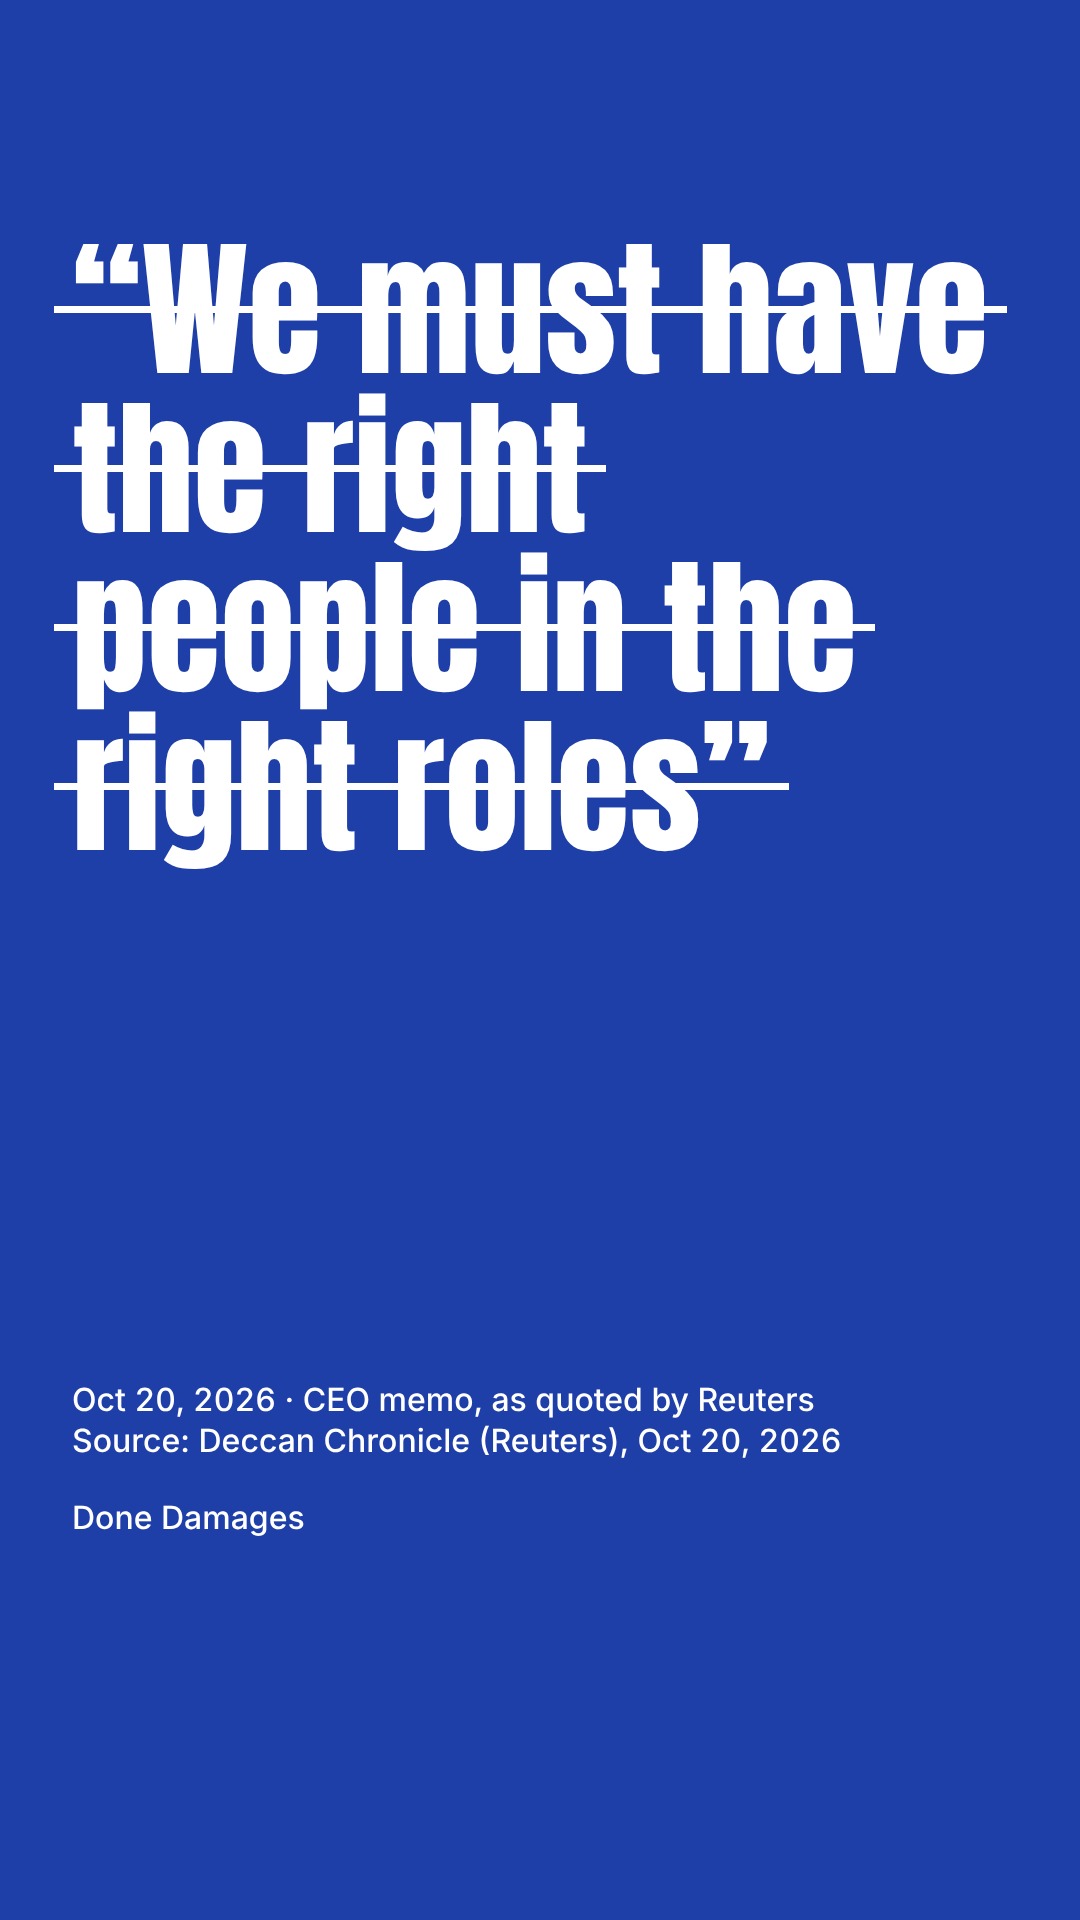 “We must have
the right
people in the
right roles”
Oct 20, 2026 · CEO memo, as quoted by Reuters
Source: Deccan Chronicle (Reuters), Oct 20, 2026
Done Damages